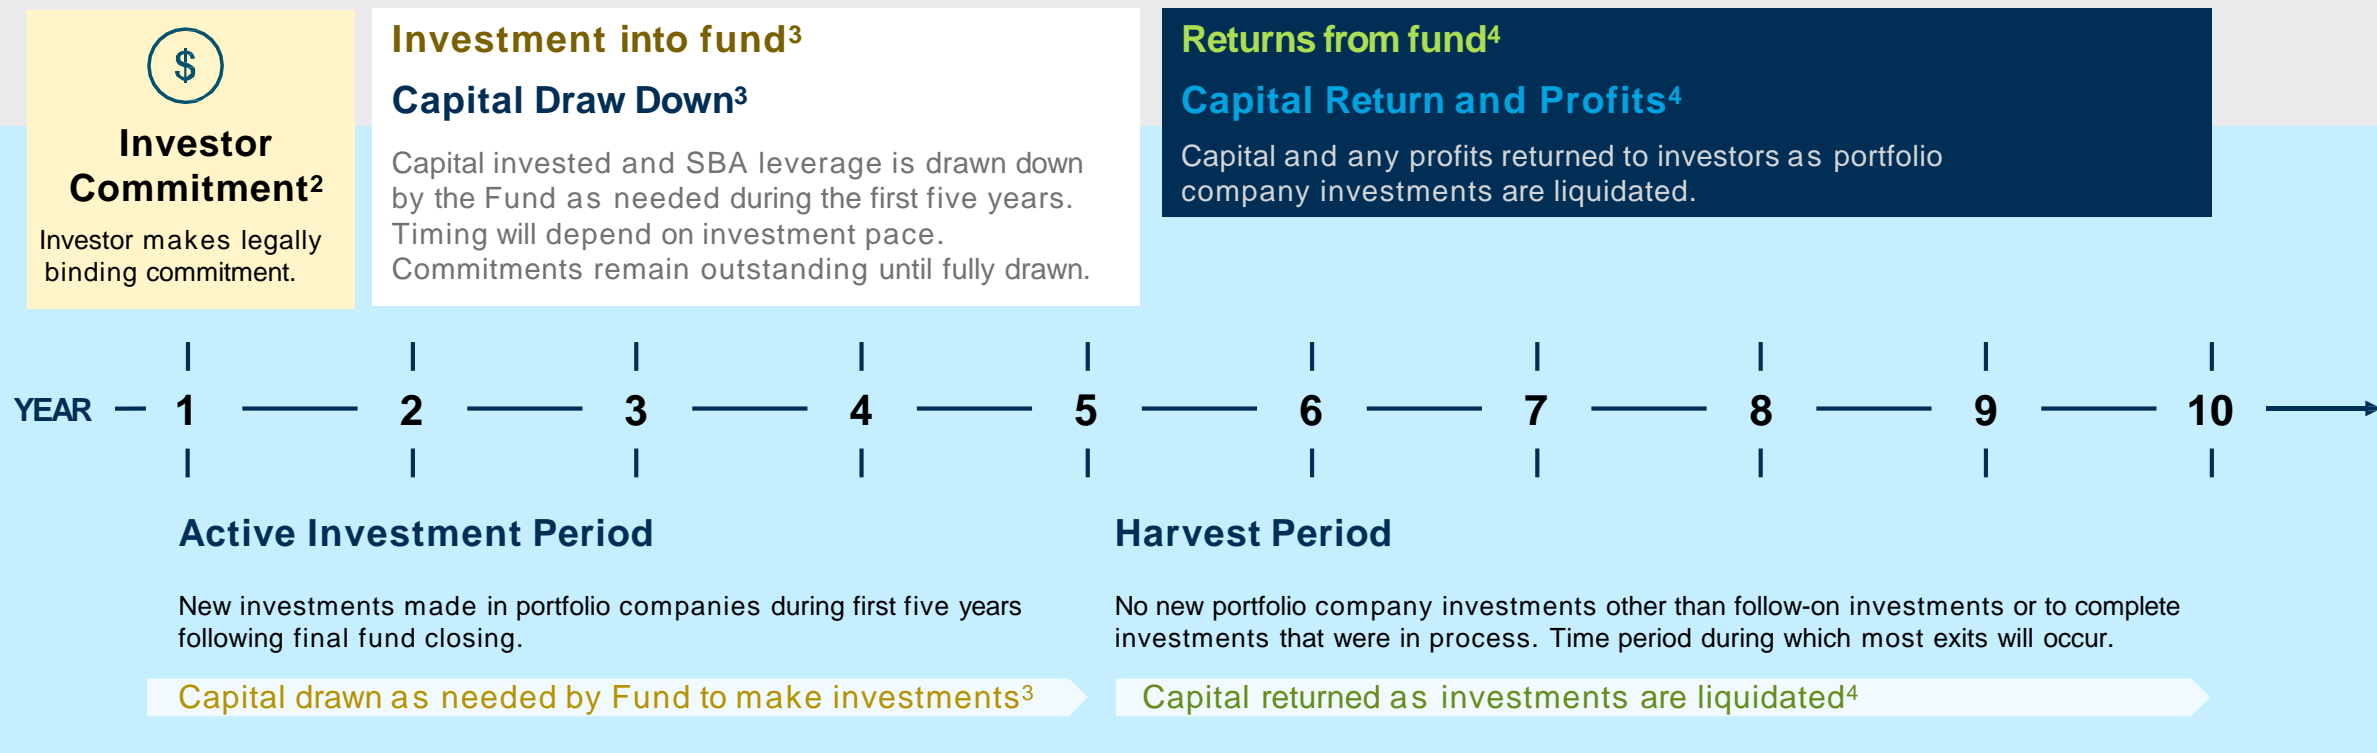 $
Investor
Commitment²
Investor makes legally
binding commitment.
Investment into fund³
Capital Draw Down³
Capital invested and SBA leverage is drawn down
by the Fund as needed during the first five years.
Timing will depend on investment pace.
Commitments remain outstanding until fully drawn.
Returns from fund⁴
Capital Return and Profits⁴
Capital and any profits returned to investors as portfolio
company investments are liquidated.
YEAR 1 2 3 4 5 6 7 8 9 10
Active Investment Period
New investments made in portfolio companies during first five years
following final fund closing.
Capital drawn as needed by Fund to make investments³
Harvest Period
No new portfolio company investments other than follow-on investments or to complete
investments that were in process. Time period during which most exits will occur.
Capital returned as investments are liquidated⁴